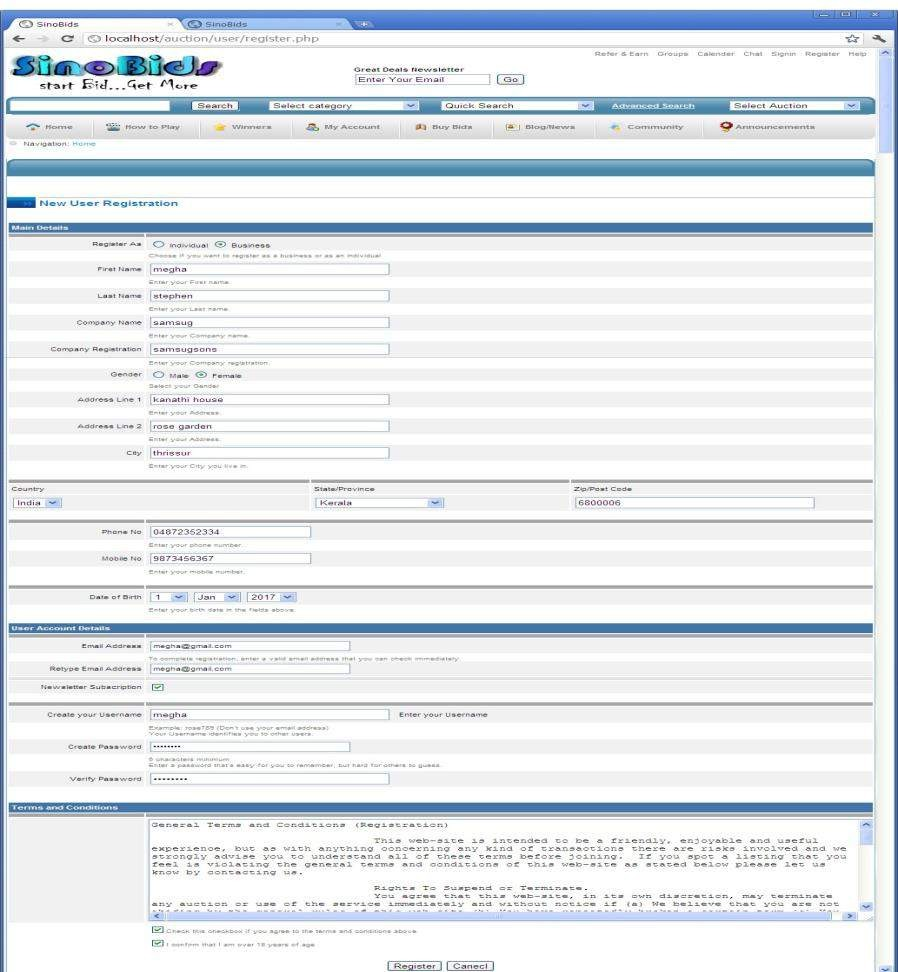 SinoBids
SinoBids
localhost/auction/user/register.php
Refer & Earn Groups Calender Chat Signin Register Help
SinoBids
start Bid...Get More
Great Deals Newsletter
Enter Your Email Go
Search Select category Quick Search Advanced Search Select Auction
Home How to Play Winners My Account Buy Bids Blog/News Community Announcements
Navigation: Home
New User Registration
Main Details
Register As Individual Business
Choose if you want to register as a business or as an individual
First Name megha
Enter your First name.
Last Name stephen
Enter your Last name.
Company Name samsug
Enter your Company name.
Company Registration samsugsons
Enter your Company registration.
Gender Male Female
Select your Gender
Address Line 1 kanathi house
Enter your Address.
Address Line 2 rose garden
Enter your Address.
City thrissur
Enter your City you live in.
Country State/Province Zip/Post Code
India Kerala 6800006
Phone No 04872352334
Enter your phone number.
Mobile No 9873456367
Enter your mobile number.
Date of Birth 1 Jan 2017
Enter your birth date in the fields above.
User Account Details
Email Address megha@gmail.com
To complete registration, enter a valid email address that you can check immediately.
Retype Email Address megha@gmail.com
Newsletter Subscription
Create your Username megha Enter your Username
Example: rose789 (Don't use your email address)
Your Username identifies you to other users.
Create Password ••••••••
6 characters minimum
Enter a password that's easy for you to remember, but hard for others to guess.
Verify Password ••••••••
Terms and Conditions
General Terms and Conditions (Registration)
This web-site is intended to be a friendly, enjoyable and useful
experience, but as with anything concerning any kind of transactions there are risks involved and we
strongly advise you to understand all of these terms before joining. If you spot a listing that you
feel is violating the general terms and conditions of this web-site as stated below please let us
know by contacting us.
Rights To Suspend or Terminate.
You agree that this web-site, in its own discretion, may terminate
any auction or use of the service immediately and without notice if (a) We believe that you are not
Check this checkbox if you agree to the terms and conditions above.
I confirm that I am over 18 years of age
Register Canecl